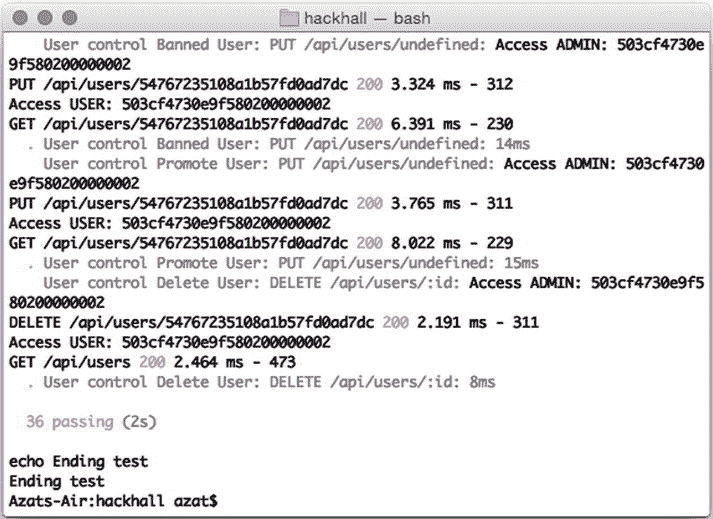 hackhall — bash
User control Banned User: PUT /api/users/undefined: Access ADMIN: 503cf4730e
9f580200000002
PUT /api/users/54767235108a1b57fd0ad7dc 200 3.324 ms - 312
Access USER: 503cf4730e9f580200000002
GET /api/users/54767235108a1b57fd0ad7dc 200 6.391 ms - 230
. User control Banned User: PUT /api/users/undefined: 14ms
User control Promote User: PUT /api/users/undefined: Access ADMIN: 503cf4730
e9f580200000002
PUT /api/users/54767235108a1b57fd0ad7dc 200 3.765 ms - 311
Access USER: 503cf4730e9f580200000002
GET /api/users/54767235108a1b57fd0ad7dc 200 8.022 ms - 229
. User control Promote User: PUT /api/users/undefined: 15ms
User control Delete User: DELETE /api/users/:id: Access ADMIN: 503cf4730e9f5
80200000002
DELETE /api/users/54767235108a1b57fd0ad7dc 200 2.191 ms - 311
Access USER: 503cf4730e9f580200000002
GET /api/users 200 2.464 ms - 473
. User control Delete User: DELETE /api/users/:id: 8ms
36 passing (2s)
echo Ending test
Ending test
Azats-Air:hackhall azat$